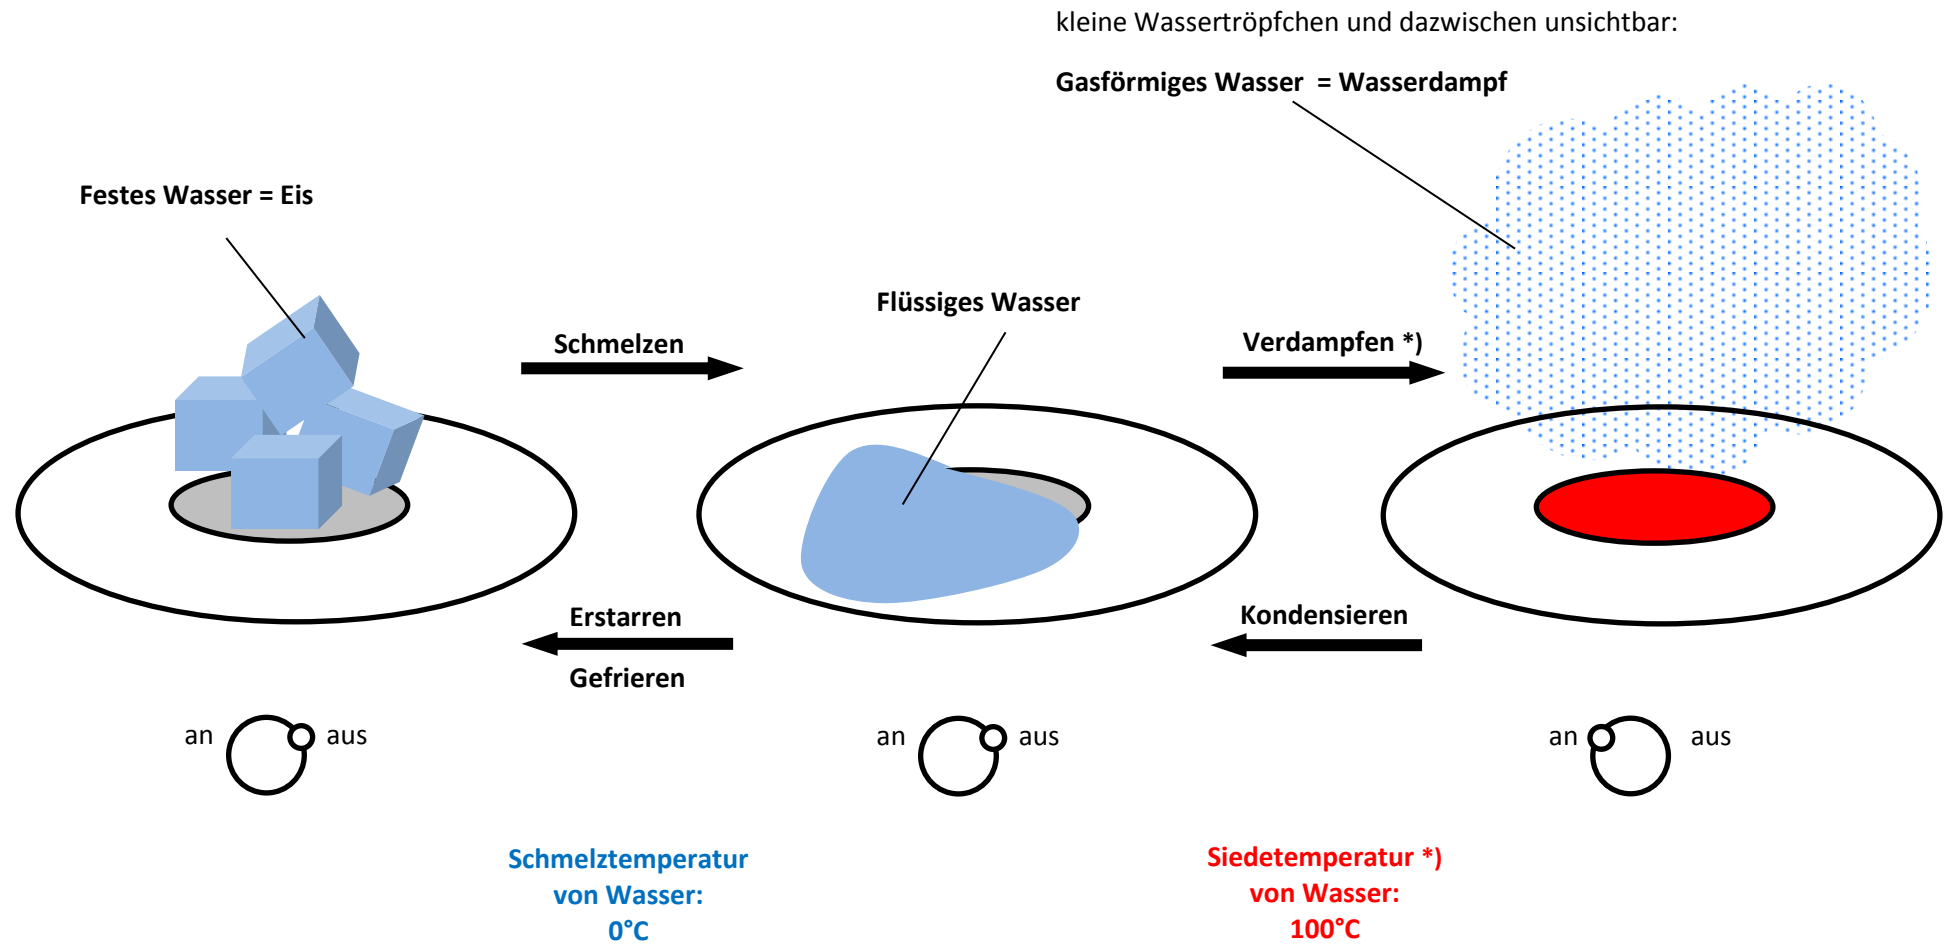 kleine Wassertröpfchen und dazwischen unsichtbar:
Gasförmiges Wasser = Wasserdampf
Festes Wasser = Eis
Flüssiges Wasser
Schmelzen
Verdampfen *)
Erstarren
Gefrieren
Kondensieren
an aus
an aus
an aus
Schmelztemperatur
von Wasser:
0°C
Siedetemperatur *)
von Wasser:
100°C